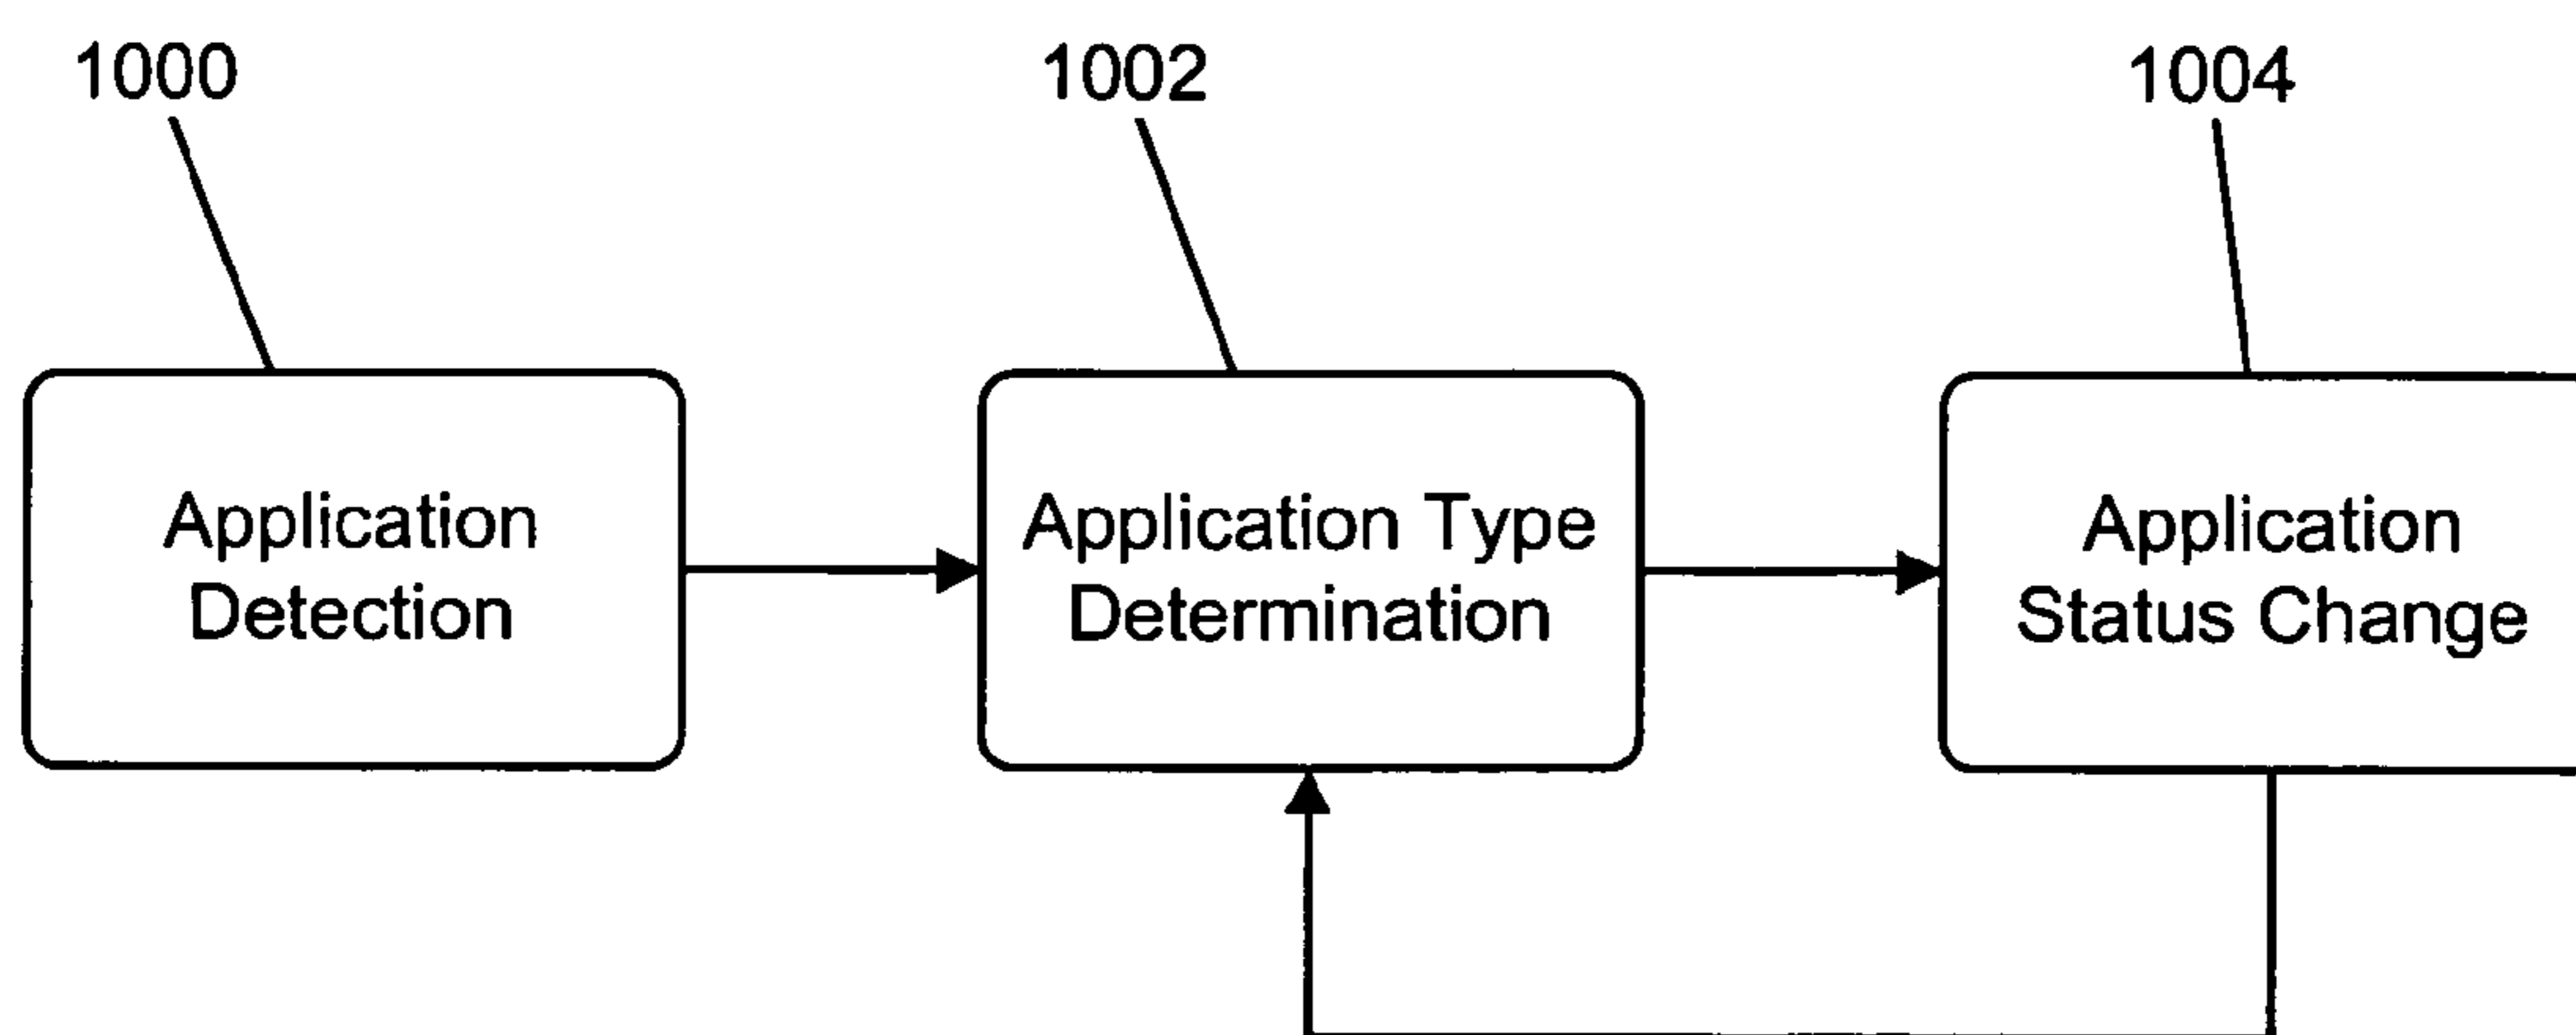 1000
1002
1004
Application
Detection
Application Type
Determination
Application
Status Change